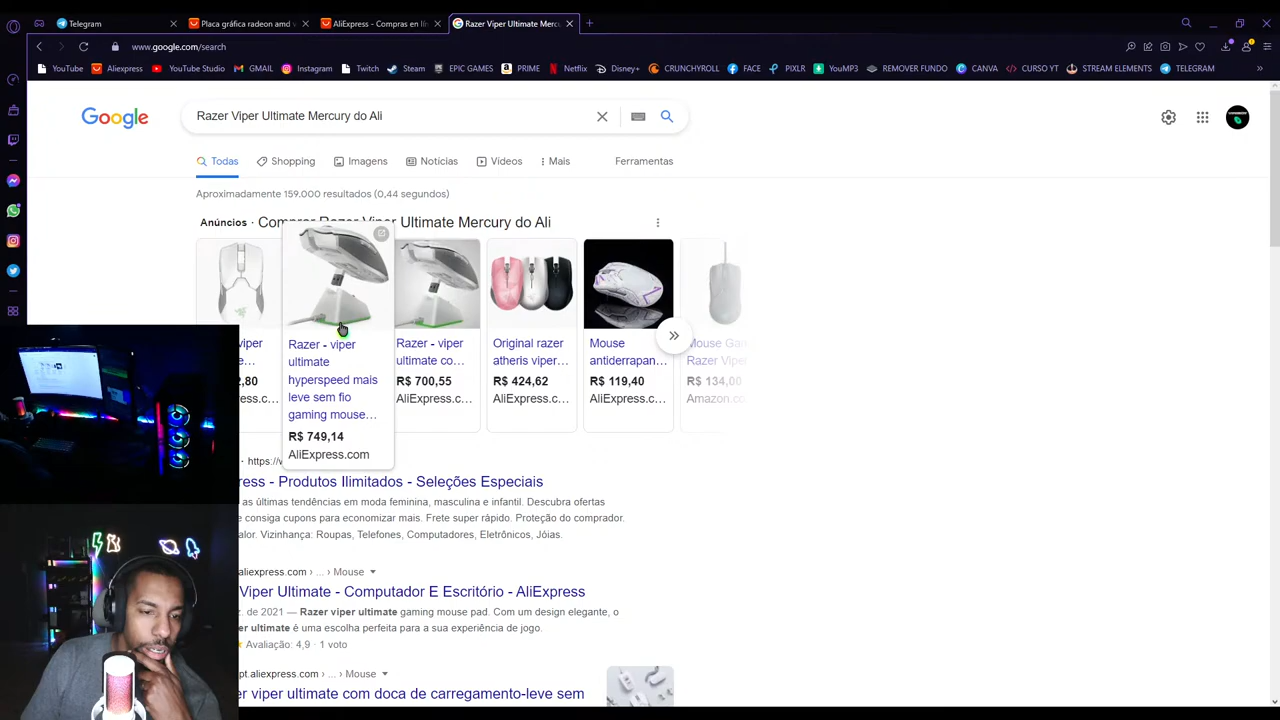 Telegram
Placa gráfica radeon amd
AliExpress - Compras en lín
Razer Viper Ultimate Mercu
www.google.com/search
YouTube
Aliexpress
YouTube Studio
GMAIL
Instagram
Twitch
Steam
EPIC GAMES
PRIME
Netflix
Disney+
CRUNCHYROLL
FACE
PIXLR
YouMP3
REMOVER FUNDO
CANVA
CURSO YT
STREAM ELEMENTS
TELEGRAM
Google
Razer Viper Ultimate Mercury do Ali
Todas
Shopping
Imagens
Notícias
Vídeos
Mais
Ferramentas
Aproximadamente 159.000 resultados (0,44 segundos)
Anúncios · Comprar Razer Viper Ultimate Mercury do Ali
viper
e...
2,80
ss.c...
Razer - viper
ultimate
hyperspeed mais
leve sem fio
gaming mouse...
R$ 749,14
AliExpress.com
Razer - viper
ultimate co...
R$ 700,55
AliExpress.c...
Original razer
atheris viper...
R$ 424,62
AliExpress.c...
Mouse
antiderrapan...
R$ 119,40
AliExpress.c...
Mouse Ga
Razer Vipe
R$ 134,00
Amazon.co
· https://
ress - Produtos Ilimitados - Seleções Especiais
as últimas tendências em moda feminina, masculina e infantil. Descubra ofertas
e consiga cupons para economizar mais. Frete super rápido. Proteção do comprador.
alor. Vizinhança: Roupas, Telefones, Computadores, Eletrônicos, Jóias.
aliexpress.com › ... › Mouse
Viper Ultimate - Computador E Escritório - AliExpress
z. de 2021 — Razer viper ultimate gaming mouse pad. Com um design elegante, o
er ultimate é uma escolha perfeita para a sua experiência de jogo.
Avaliação: 4,9 · 1 voto
pt.aliexpress.com › ... › Mouse
r viper ultimate com doca de carregamento-leve sem